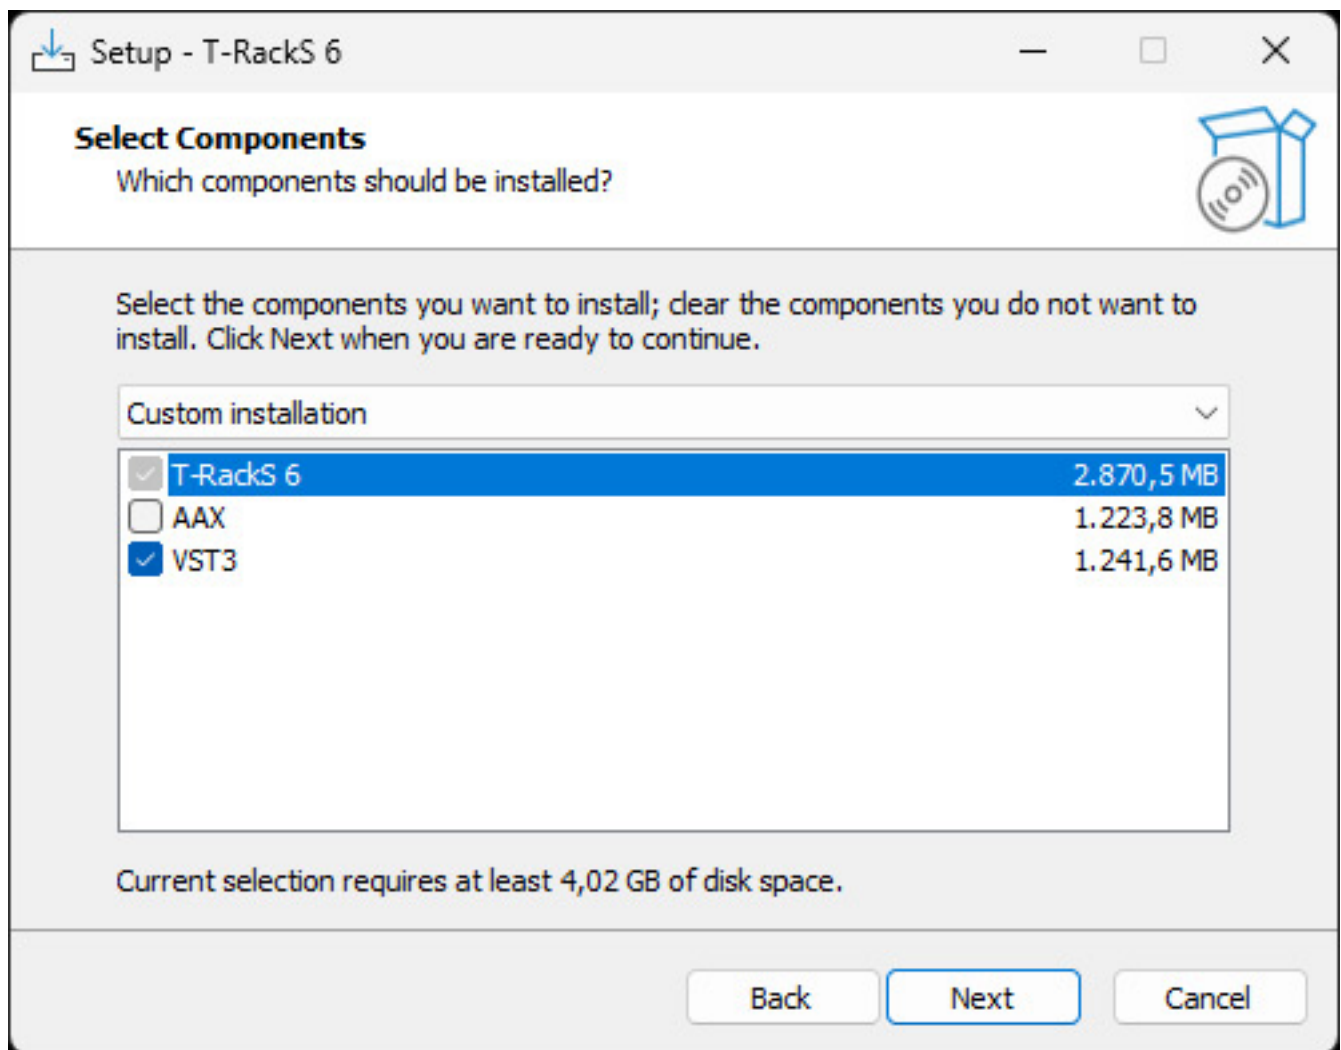 Setup - T-RackS 6
Select Components
Which components should be installed?
Select the components you want to install; clear the components you do not want to
install. Click Next when you are ready to continue.
Custom installation
T-RackS 6 2.870,5 MB
AAX 1.223,8 MB
VST3 1.241,6 MB
Current selection requires at least 4,02 GB of disk space.
Back Next Cancel